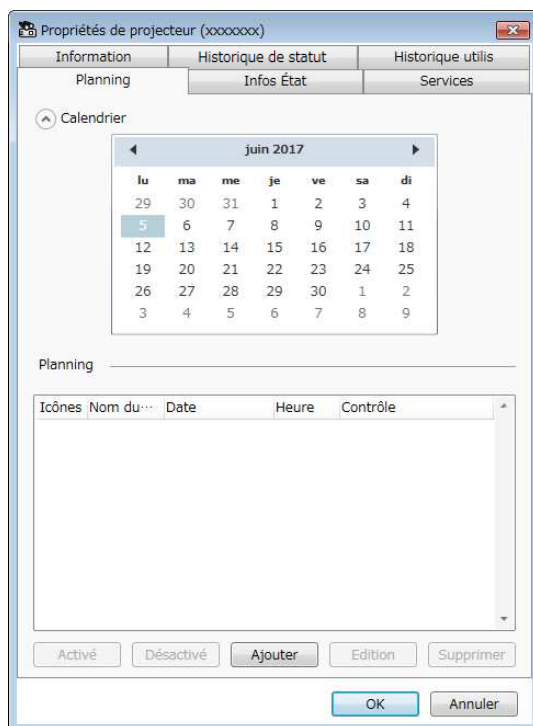 Propriétés de projecteur (xxxxxxx)
Information Historique de statut Historique utilis
Planning Infos État Services
Calendrier
juin 2017
lu ma me je ve sa di
29 30 31 1 2 3 4
5 6 7 8 9 10 11
12 13 14 15 16 17 18
19 20 21 22 23 24 25
26 27 28 29 30 1 2
3 4 5 6 7 8 9
Planning
Icônes Nom du··· Date Heure Contrôle
Activé Désactivé Ajouter Edition Supprimer
OK Annuler